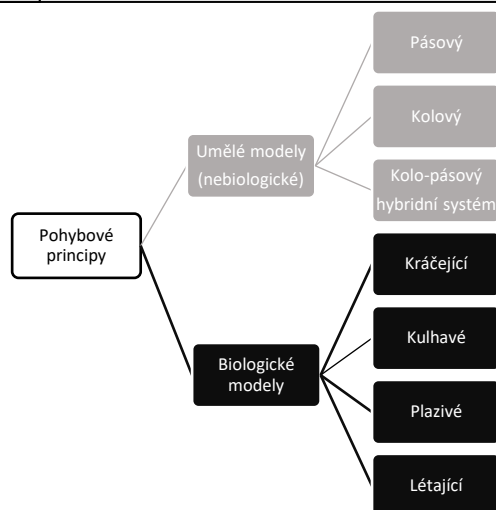 Pásový
Kolový
Umělé modely
(nebiologické)
Kolo-pásový
hybridní systém
Pohybové
principy
Kráčející
Kulhavé
Biologické
modely
Plazivé
Létající